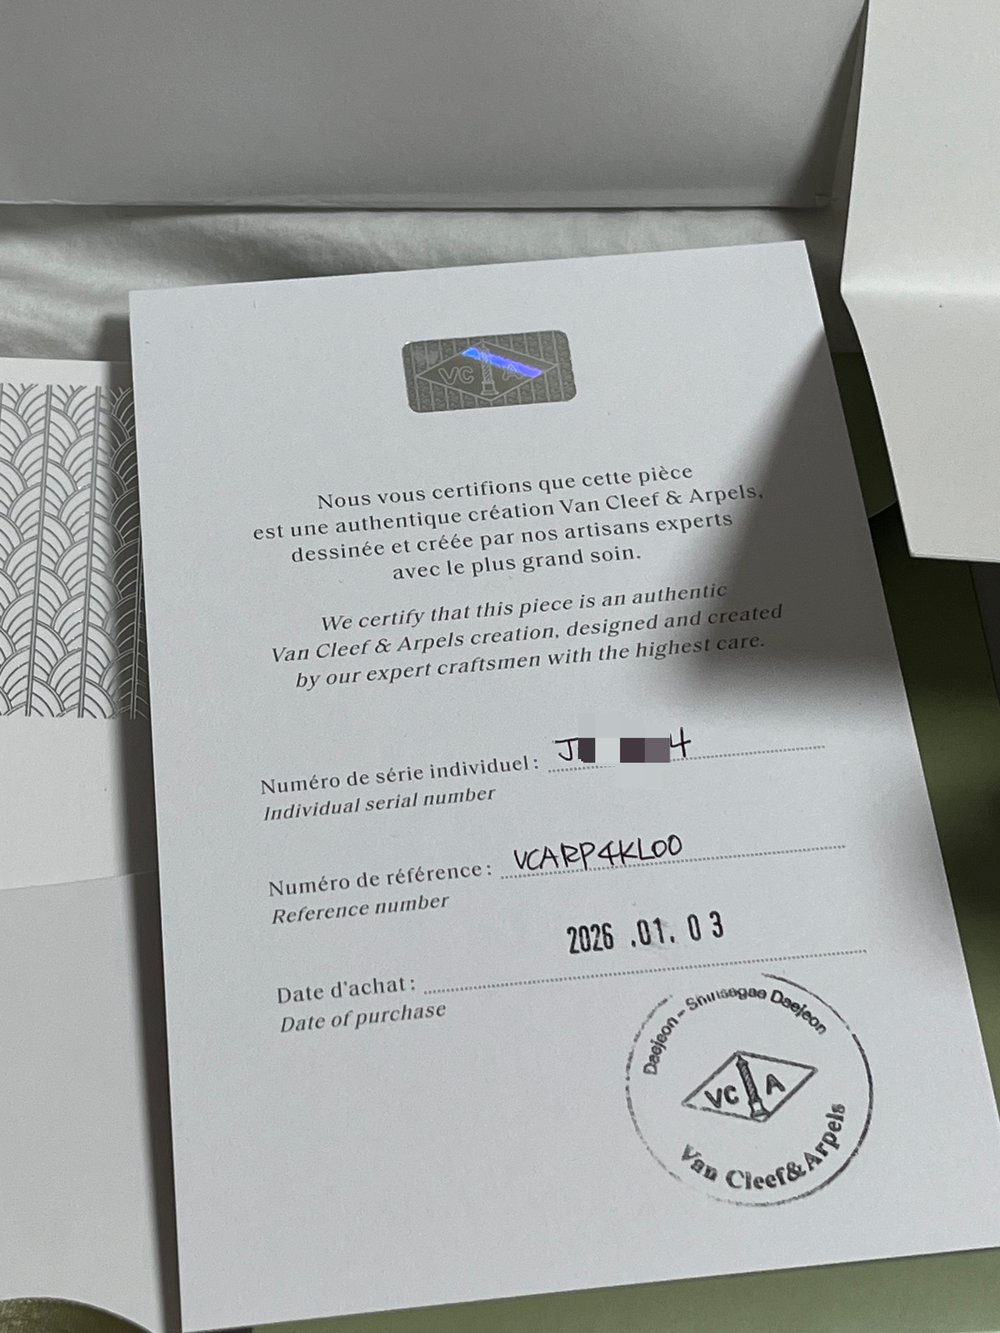 VC A
Nous vous certifions que cette pièce
est une authentique création Van Cleef & Arpels,
dessinée et créée par nos artisans experts
avec le plus grand soin.
We certify that this piece is an authentic
Van Cleef & Arpels creation, designed and created
by our expert craftsmen with the highest care.
Numéro de série individuel : J 4
Individual serial number
Numéro de référence : VCARP4KL00
Reference number
2026 .01. 03
Date d'achat :
Date of purchase
Daejeon - Shinsegae Daejeon
VC A
Van Cleef & Arpels